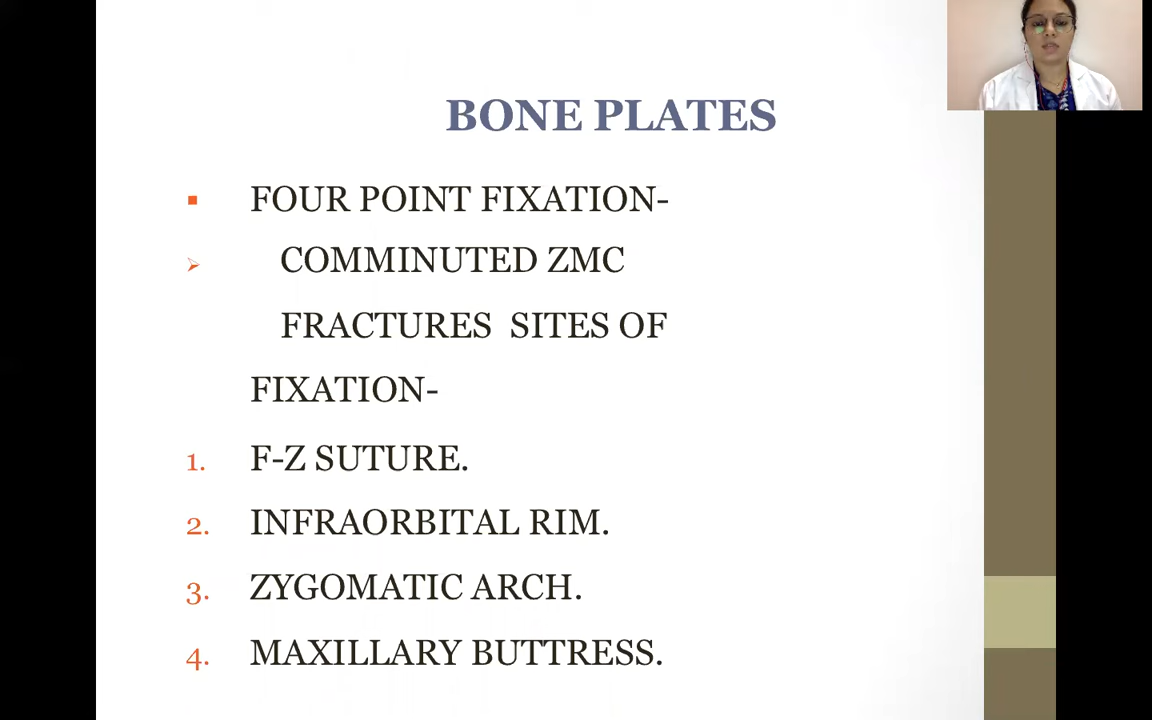 BONE PLATES
▪ FOUR POINT FIXATION-
➢ COMMINUTED ZMC
FRACTURES SITES OF
FIXATION-
1. F-Z SUTURE.
2. INFRAORBITAL RIM.
3. ZYGOMATIC ARCH.
4. MAXILLARY BUTTRESS.